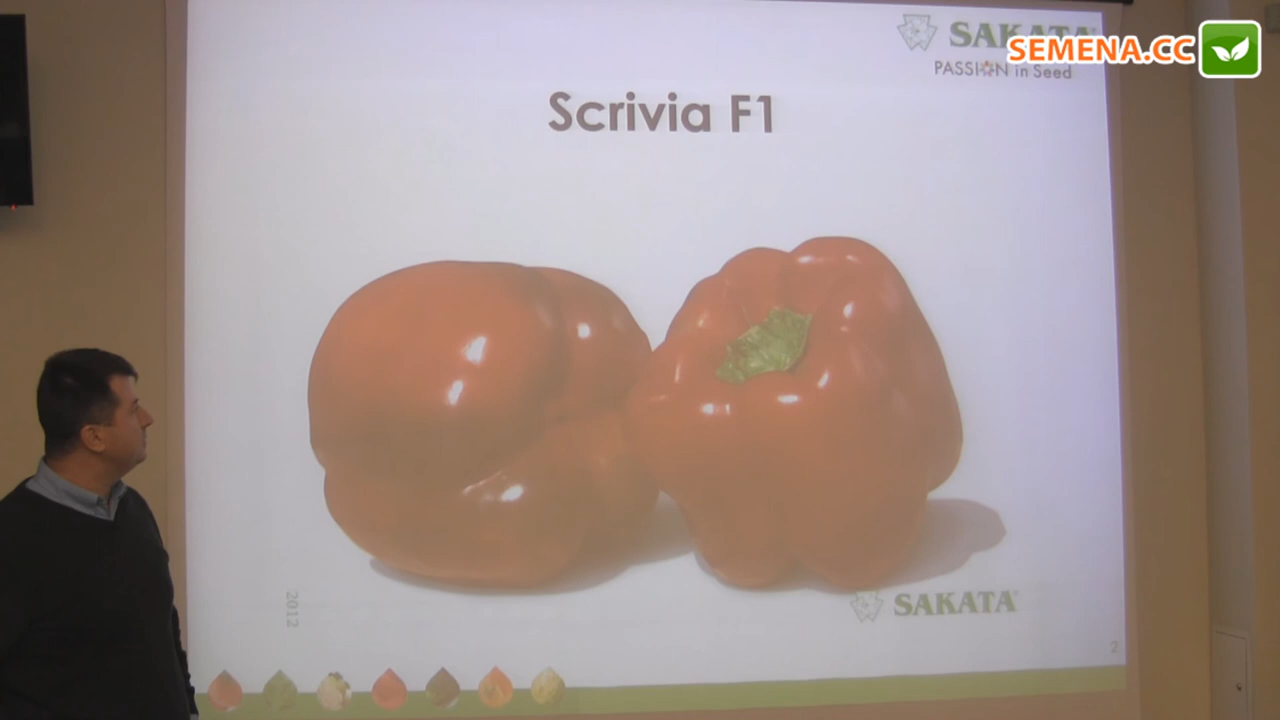 SAKATA
SEMENA.CC
PASSION in Seed
Scrivia F1
2012
SAKATA
2